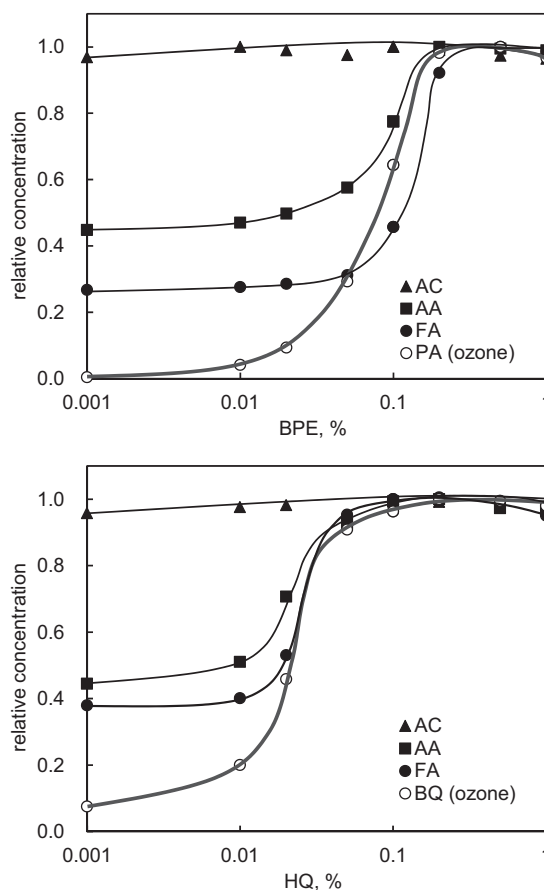 1.0
0.8
0.6
0.4
0.2
0.0
relative concentration
AC
AA
FA
PA (ozone)
0.001 0.01 0.1 1
BPE, %
1.0
0.8
0.6
0.4
0.2
0.0
relative concentration
AC
AA
FA
BQ (ozone)
0.001 0.01 0.1 1
HQ, %